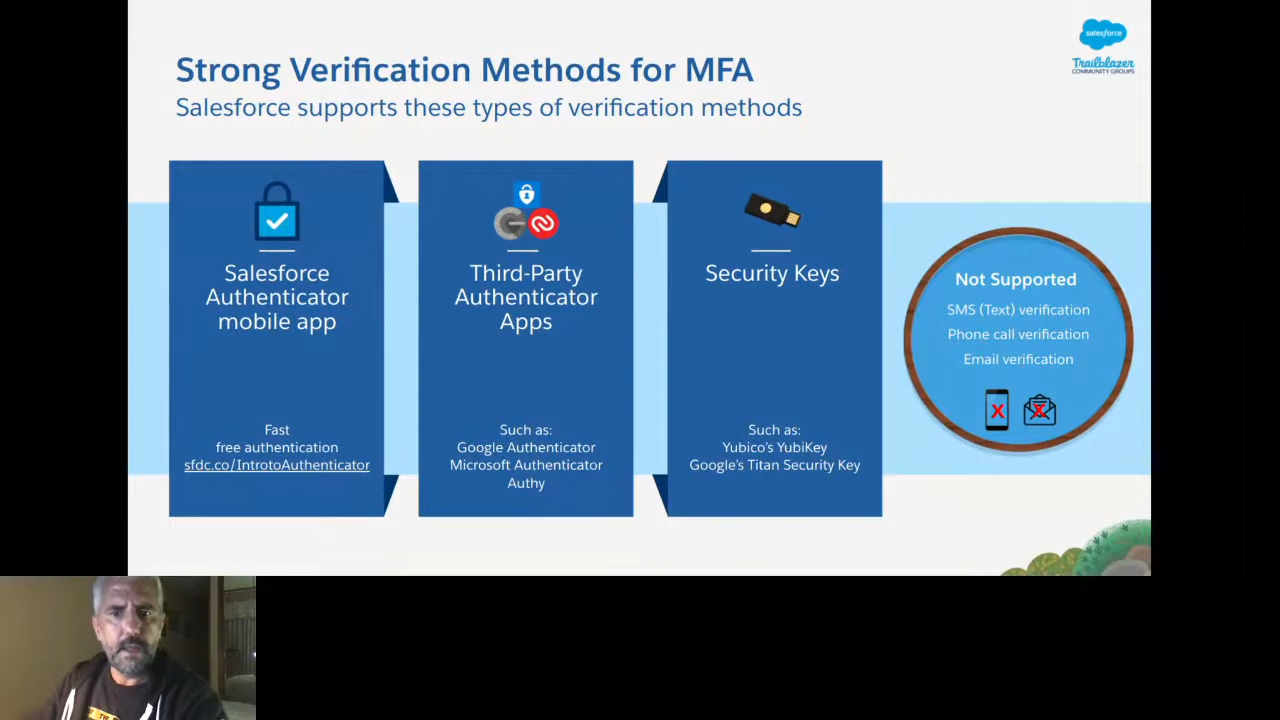 salesforce
Trailblazer
COMMUNITY GROUPS
Strong Verification Methods for MFA
Salesforce supports these types of verification methods
Salesforce
Authenticator
mobile app
Fast
free authentication
sfdc.co/IntrotoAuthenticator
Third-Party
Authenticator
Apps
Such as:
Google Authenticator
Microsoft Authenticator
Authy
Security Keys
Such as:
Yubico's YubiKey
Google's Titan Security Key
Not Supported
SMS (Text) verification
Phone call verification
Email verification
X
X